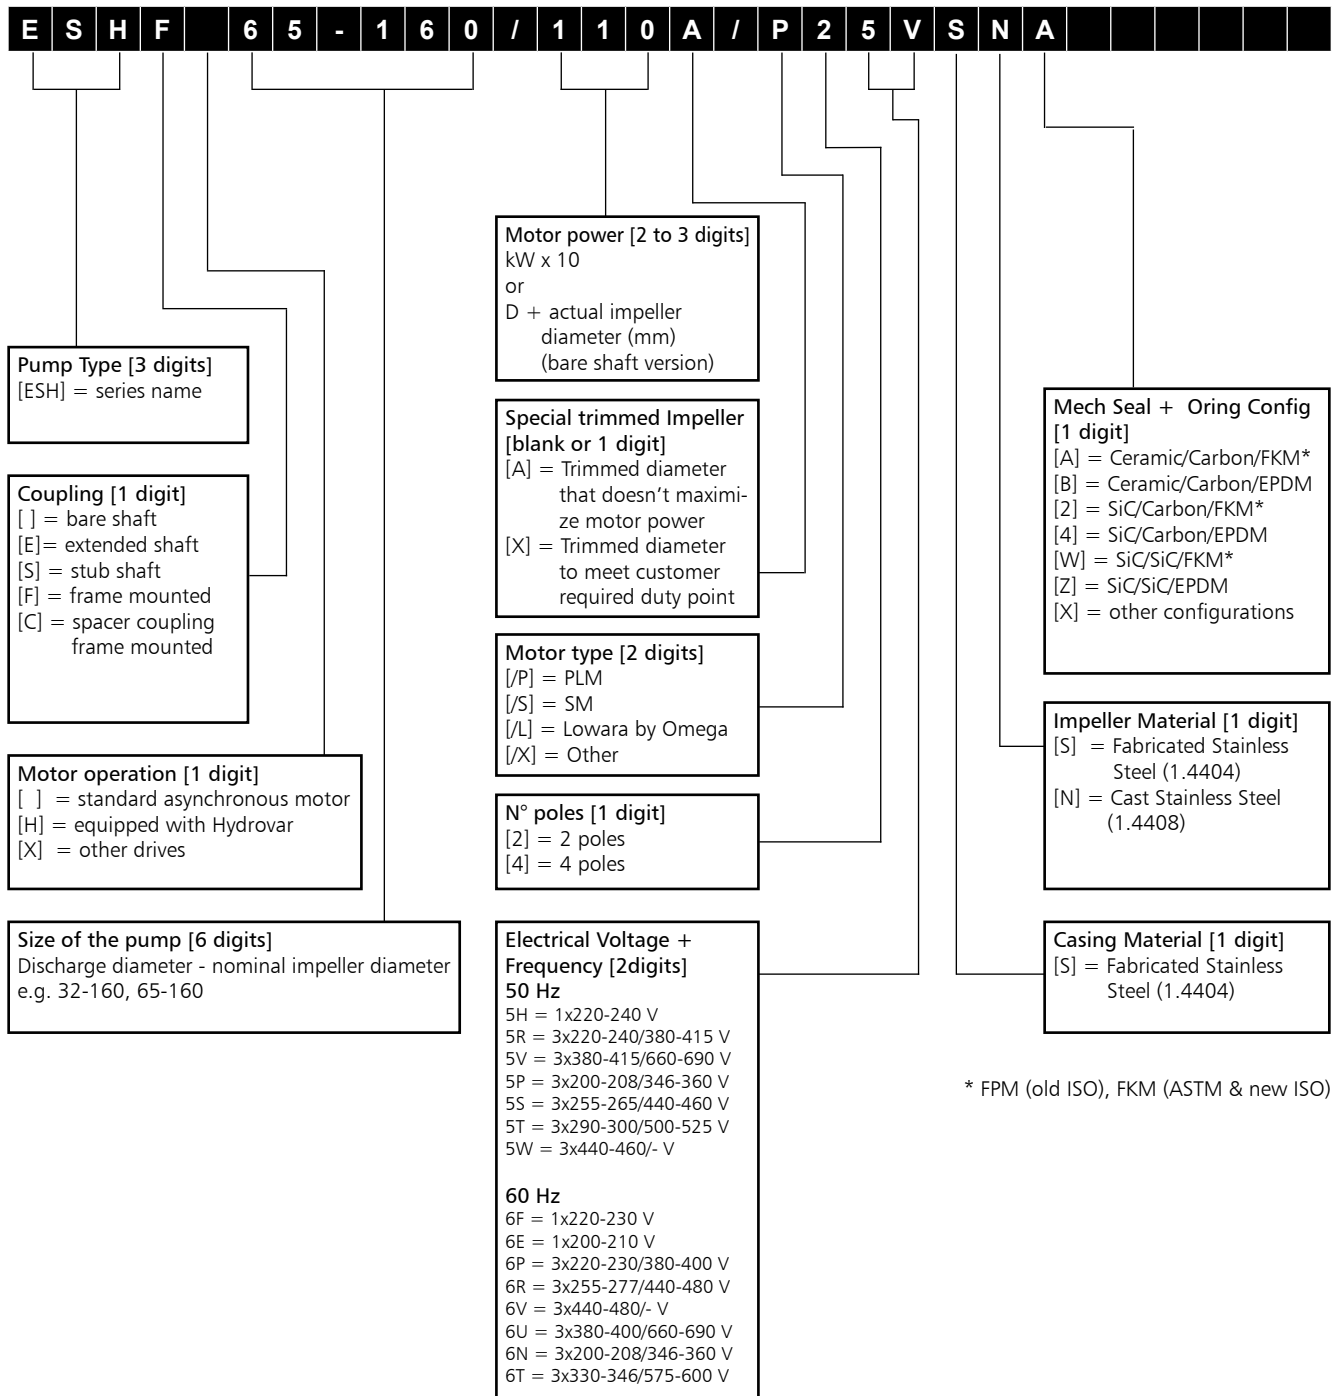 E S H F 6 5 - 1 6 0 / 1 1 0 A / P 2 5 V S N A
Pump Type [3 digits]
[ESH] = series name
Coupling [1 digit]
[ ] = bare shaft
[E]= extended shaft
[S] = stub shaft
[F] = frame mounted
[C] = spacer coupling
frame mounted
Motor operation [1 digit]
[ ] = standard asynchronous motor
[H] = equipped with Hydrovar
[X] = other drives
Size of the pump [6 digits]
Discharge diameter - nominal impeller diameter
e.g. 32-160, 65-160
Motor power [2 to 3 digits]
kW x 10
or
D + actual impeller
diameter (mm)
(bare shaft version)
Special trimmed Impeller
[blank or 1 digit]
[A] = Trimmed diameter
that doesn't maximi-
ze motor power
[X] = Trimmed diameter
to meet customer
required duty point
Motor type [2 digits]
[/P] = PLM
[/S] = SM
[/L] = Lowara by Omega
[/X] = Other
N° poles [1 digit]
[2] = 2 poles
[4] = 4 poles
Electrical Voltage +
Frequency [2digits]
50 Hz
5H = 1x220-240 V
5R = 3x220-240/380-415 V
5V = 3x380-415/660-690 V
5P = 3x200-208/346-360 V
5S = 3x255-265/440-460 V
5T = 3x290-300/500-525 V
5W = 3x440-460/- V
60 Hz
6F = 1x220-230 V
6E = 1x200-210 V
6P = 3x220-230/380-400 V
6R = 3x255-277/440-480 V
6V = 3x440-480/- V
6U = 3x380-400/660-690 V
6N = 3x200-208/346-360 V
6T = 3x330-346/575-600 V
Mech Seal + Oring Config
[1 digit]
[A] = Ceramic/Carbon/FKM*
[B] = Ceramic/Carbon/EPDM
[2] = SiC/Carbon/FKM*
[4] = SiC/Carbon/EPDM
[W] = SiC/SiC/FKM*
[Z] = SiC/SiC/EPDM
[X] = other configurations
Impeller Material [1 digit]
[S] = Fabricated Stainless
Steel (1.4404)
[N] = Cast Stainless Steel
(1.4408)
Casing Material [1 digit]
[S] = Fabricated Stainless
Steel (1.4404)
* FPM (old ISO), FKM (ASTM & new ISO)